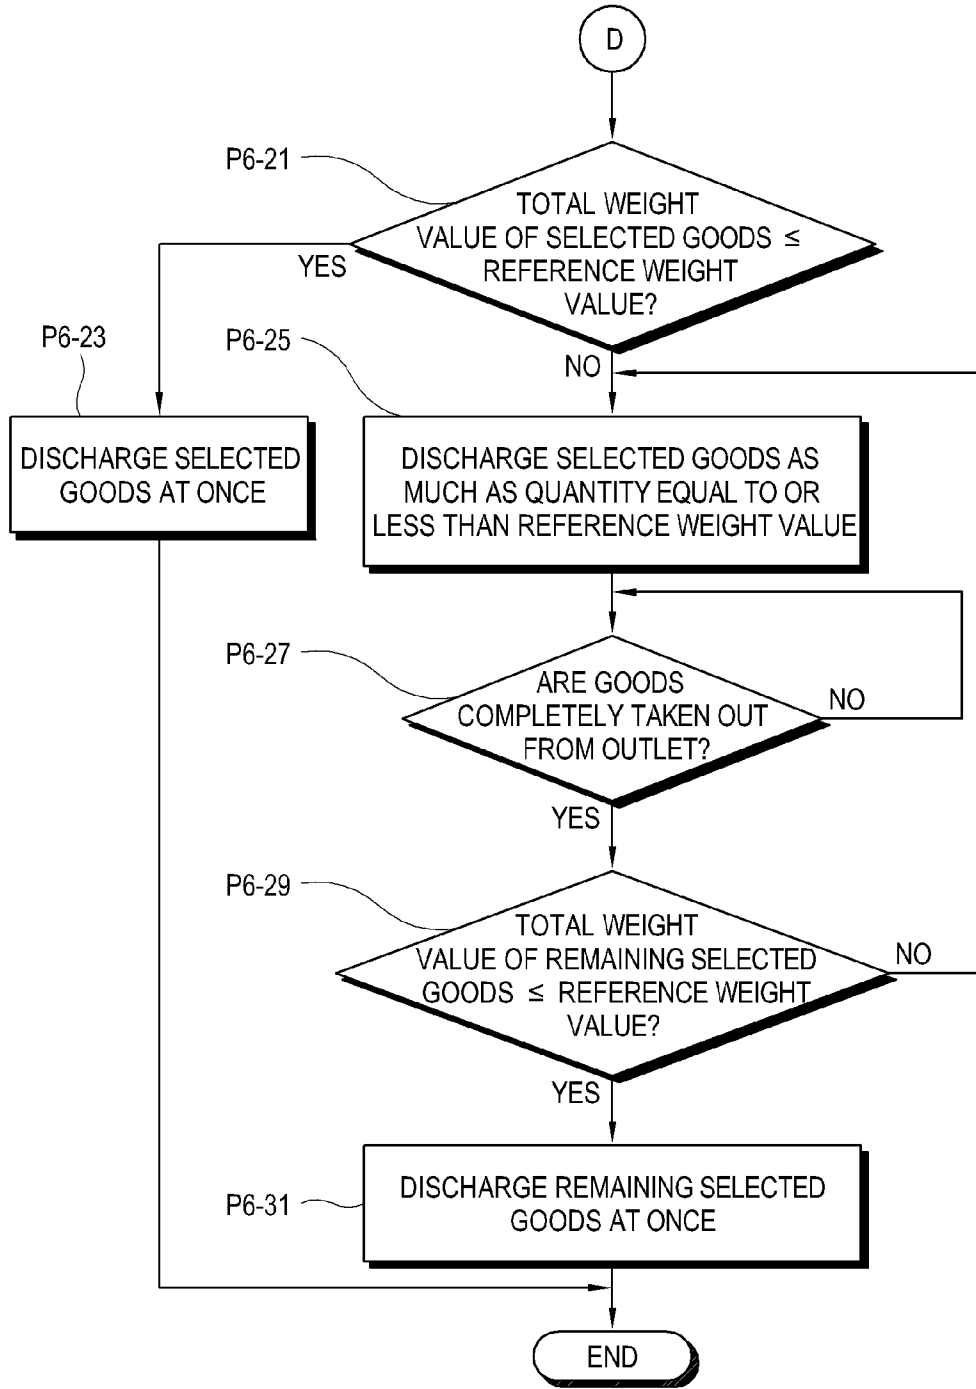 D
P6-21
TOTAL WEIGHT
VALUE OF SELECTED GOODS ≤
REFERENCE WEIGHT
VALUE?
YES
NO
P6-23
DISCHARGE SELECTED
GOODS AT ONCE
P6-25
DISCHARGE SELECTED GOODS AS
MUCH AS QUANTITY EQUAL TO OR
LESS THAN REFERENCE WEIGHT VALUE
P6-27
ARE GOODS
COMPLETELY TAKEN OUT
FROM OUTLET?
NO
YES
P6-29
TOTAL WEIGHT
VALUE OF REMAINING SELECTED
GOODS ≤ REFERENCE WEIGHT
VALUE?
NO
YES
P6-31
DISCHARGE REMAINING SELECTED
GOODS AT ONCE
END